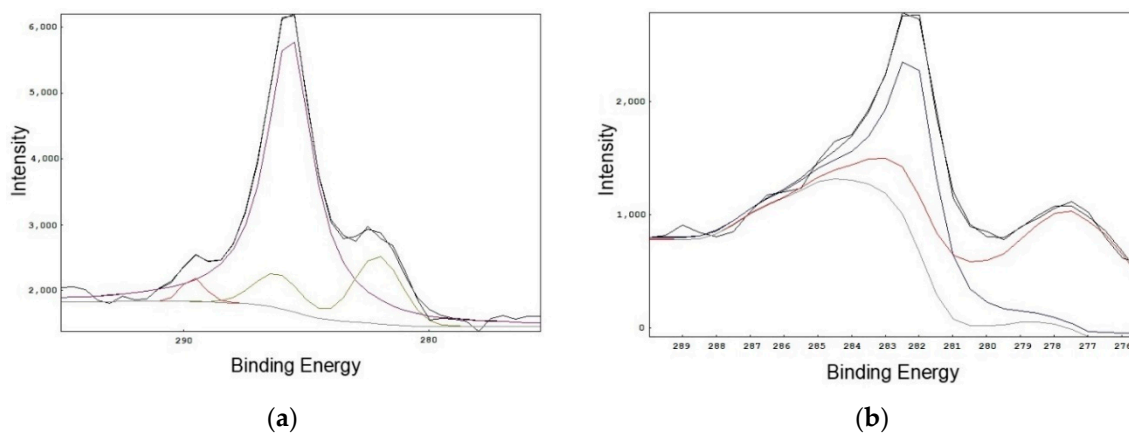 6,000
5,000
4,000
3,000
2,000
Intensity
290 280
Binding Energy
(a)
2,000
1,000
0
Intensity
289 288 287 286 285 284 283 282 281 280 279 278 277 276
Binding Energy
(b)